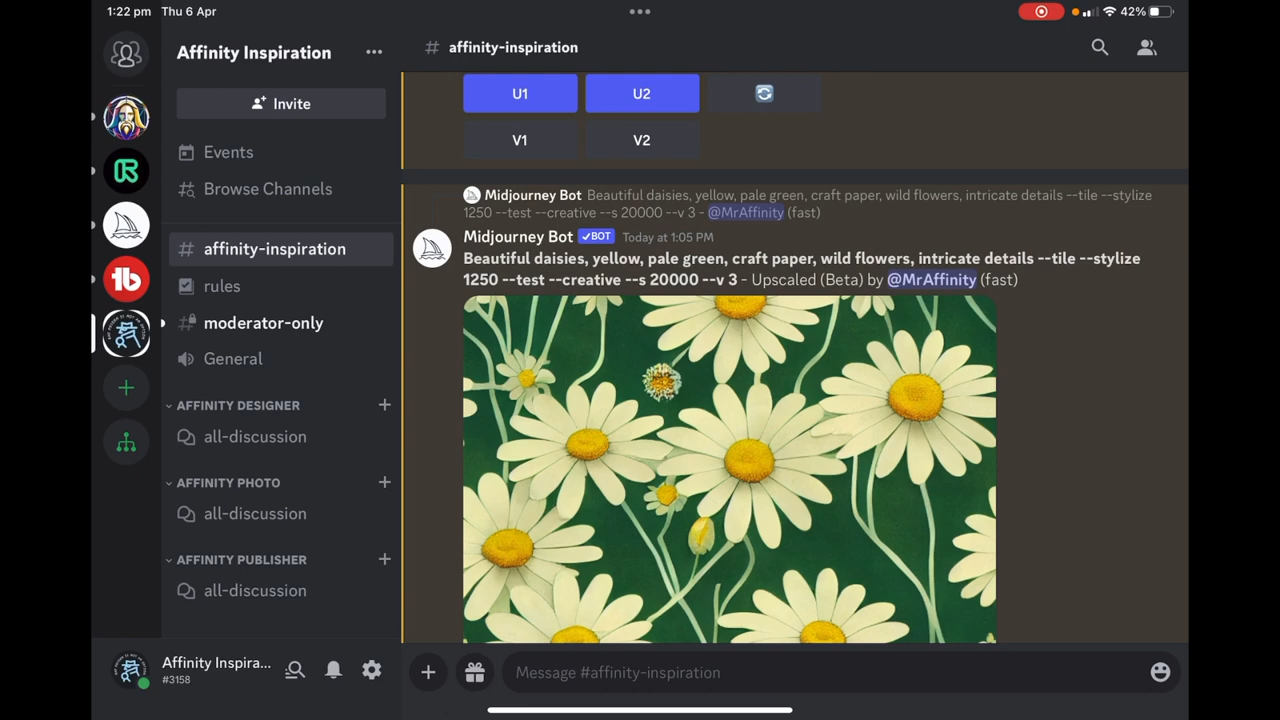 1:22 pm Thu 6 Apr
42%
Affinity Inspiration
Invite
Events
Browse Channels
affinity-inspiration
rules
moderator-only
General
AFFINITY DESIGNER
all-discussion
AFFINITY PHOTO
all-discussion
AFFINITY PUBLISHER
all-discussion
Affinity Inspira...
#3158
# affinity-inspiration
U1 U2
V1 V2
Midjourney Bot Beautiful daisies, yellow, pale green, craft paper, wild flowers, intricate details --tile --stylize
1250 --test --creative --s 20000 --v 3 - @MrAffinity (fast)
Midjourney Bot ✓BOT Today at 1:05 PM
Beautiful daisies, yellow, pale green, craft paper, wild flowers, intricate details --tile --stylize
1250 --test --creative --s 20000 --v 3 - Upscaled (Beta) by @MrAffinity (fast)
Message #affinity-inspiration